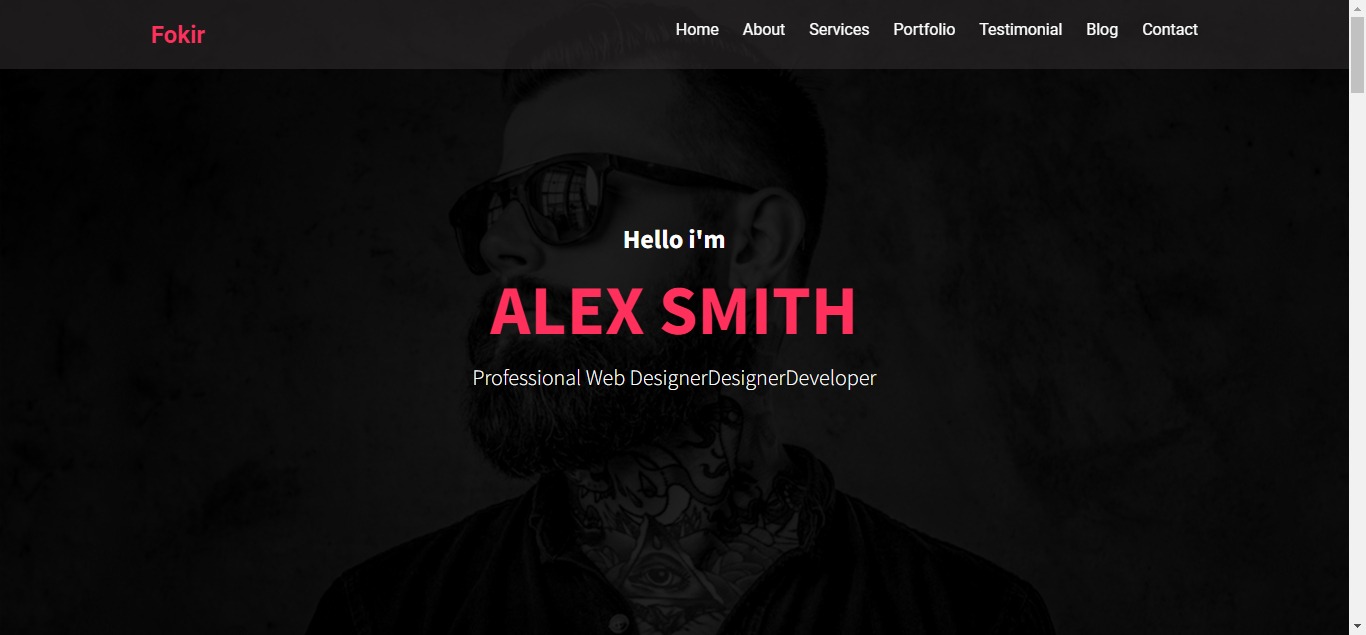 Fokir
Home About Services Portfolio Testimonial Blog Contact
Hello i'm
ALEX SMITH
Professional Web DesignerDesignerDeveloper